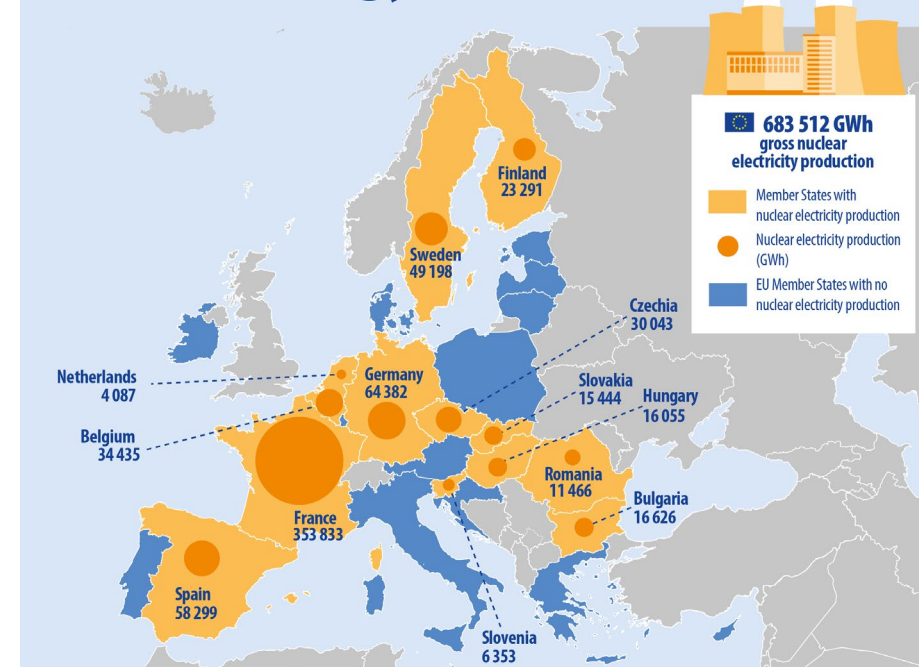 683 512 GWh
gross nuclear
electricity production
Member States with
nuclear electricity production
Nuclear electricity production
(GWh)
EU Member States with no
nuclear electricity production
Finland
23 291
Sweden
49 198
Czechia
30 043
Netherlands
4 087
Germany
64 382
Slovakia
15 444
Hungary
16 055
Belgium
34 435
Romania
11 466
Bulgaria
16 626
France
353 833
Spain
58 299
Slovenia
6 353